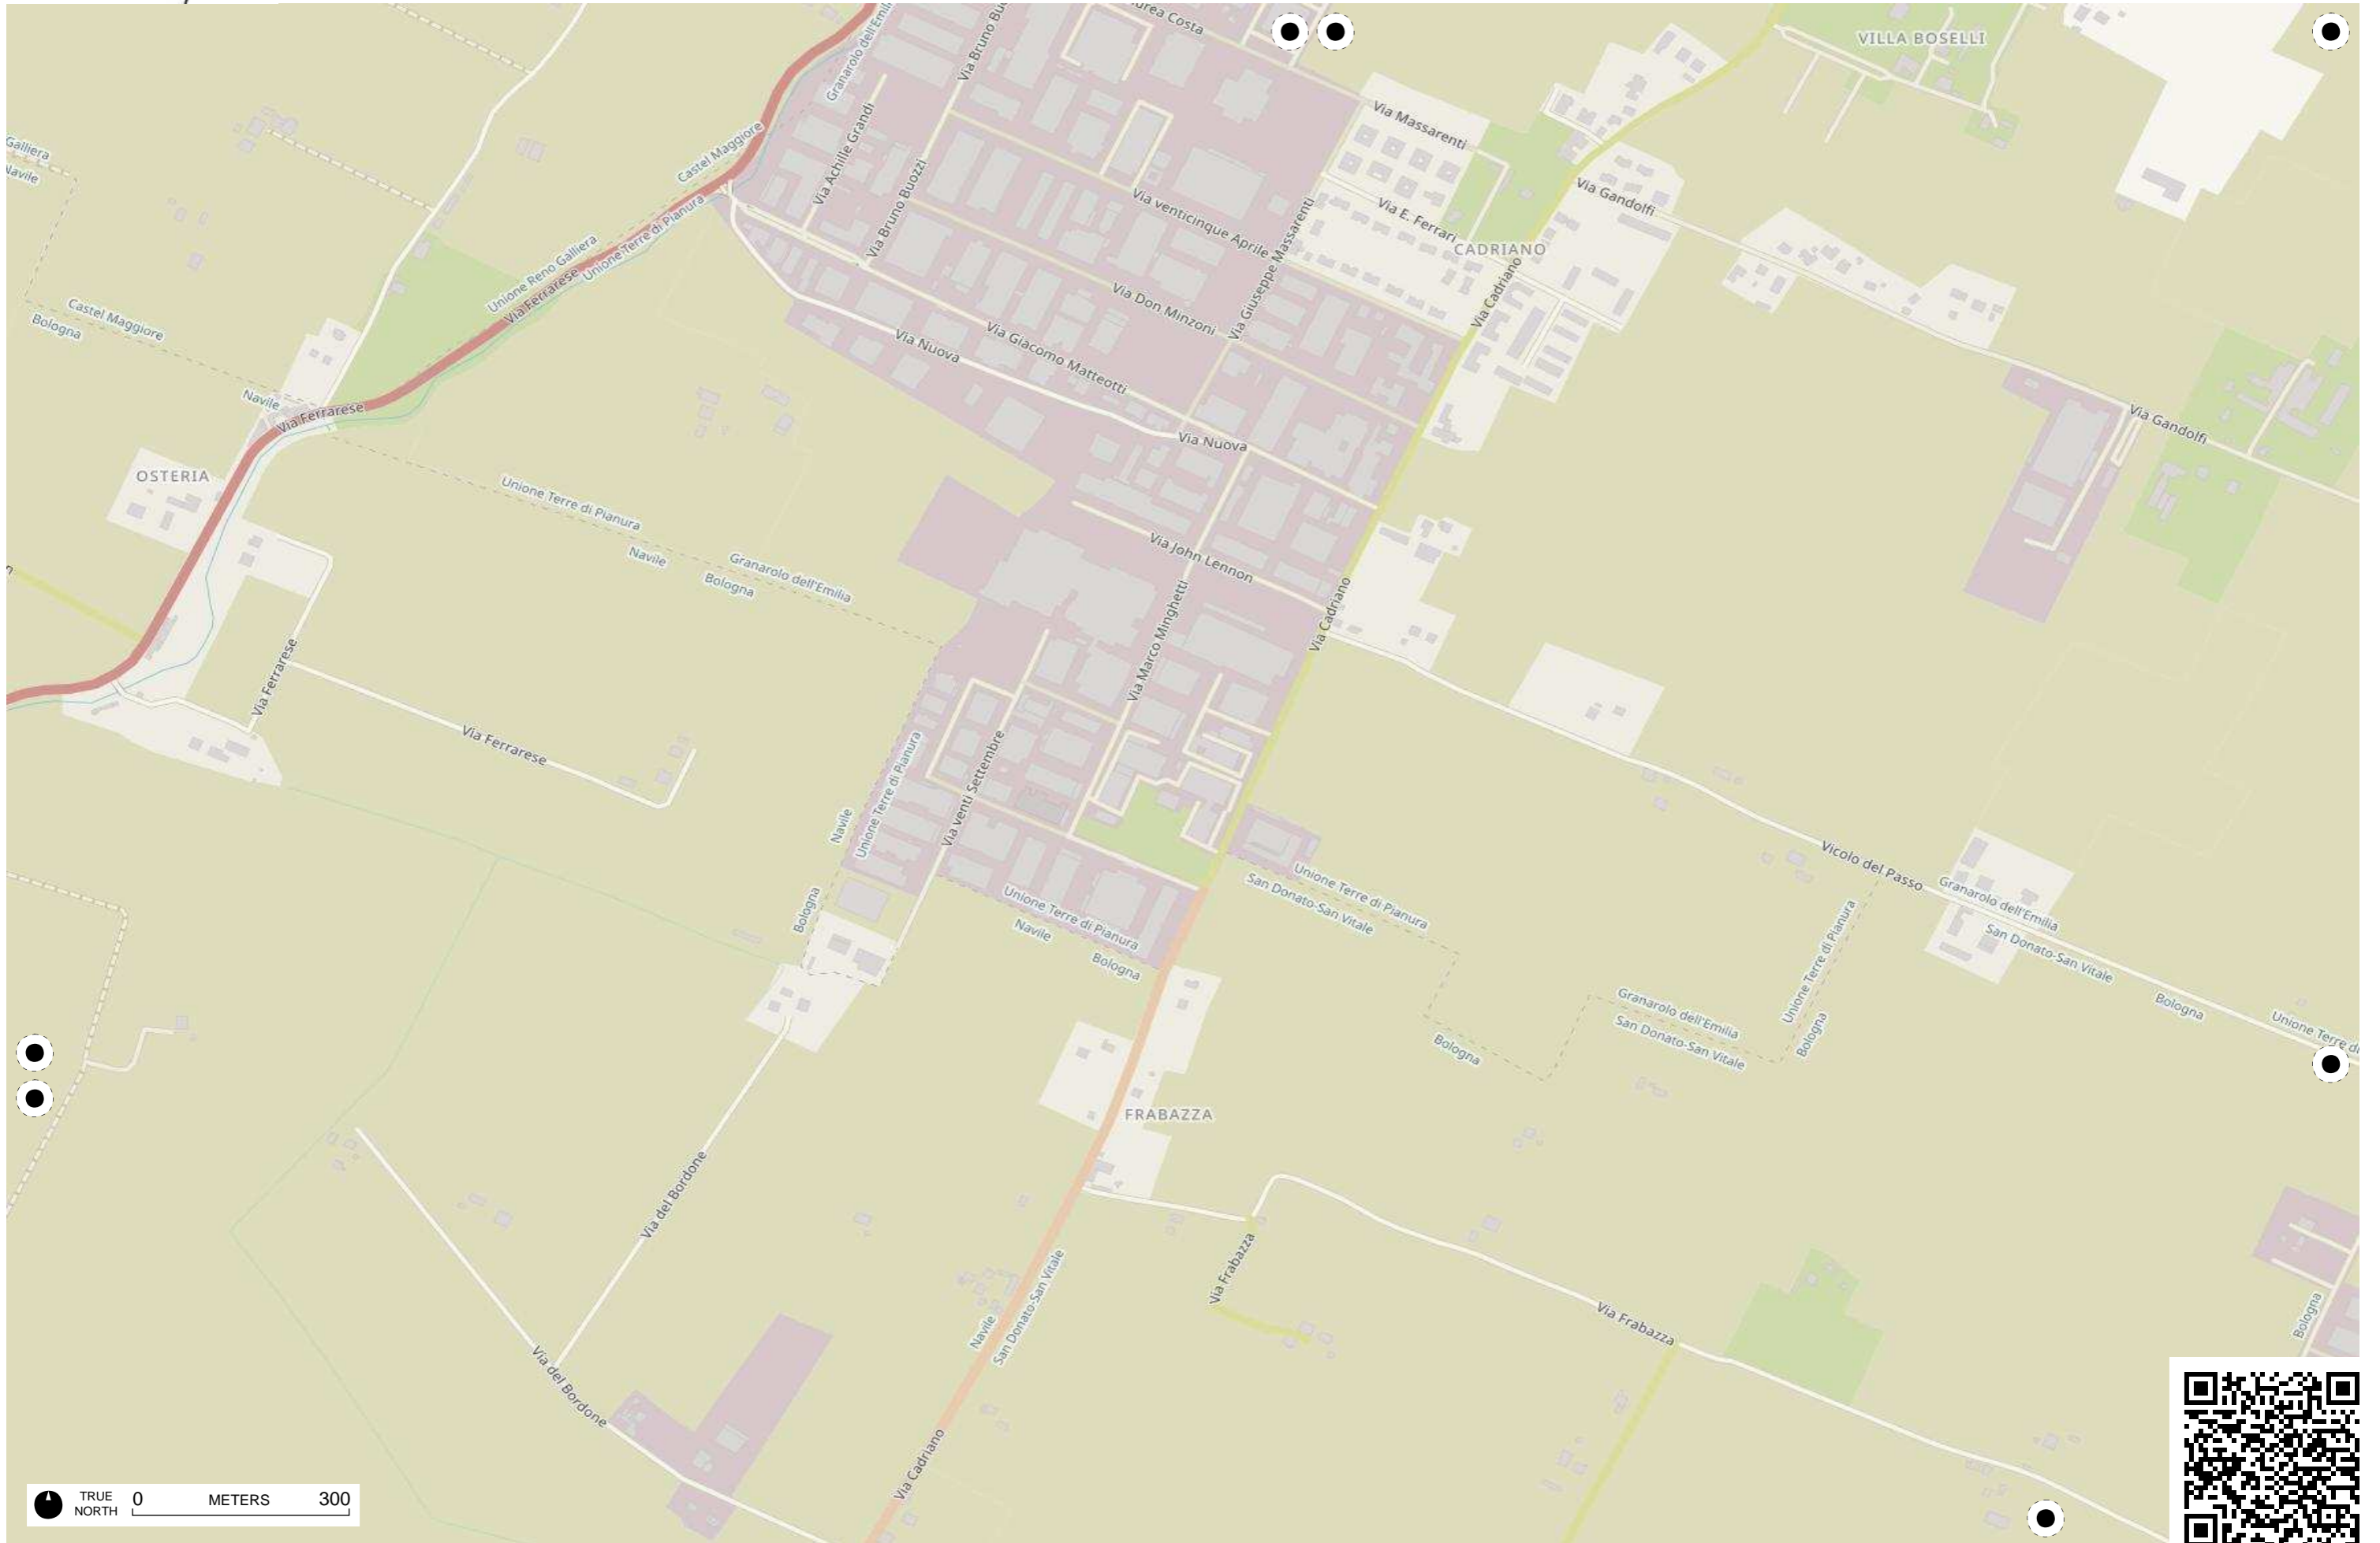 Via Bruno Buo
Costa
VILLA BOSELLI
Granarolo dell'Emil
Via Massarenti
Castel Maggiore
Via Achille Grandi
Galliera
Navile
Via Bruno Buozzi
Via venticinque Aprile
Via Gandolfi
Via E. Ferrari
CADRIANO
Unione Terre di Pianura
Unione Reno Galliera
Via Ferrarese
Via Giuseppe Massarenti
Via Cadriano
Castel Maggiore
Bologna
Via Don Minzoni
Via Giacomo Matteotti
Via Nuova
Navile
Via Ferrarese
Via Gandolfi
Via Nuova
OSTERIA
Unione Terre di Pianura
Navile
Granarolo dell'Emilia
Bologna
Via John Lennon
Via Marco Minghetti
Via Cadriano
Via Ferrarese
Via Ferrarese
Via venti Settembre
Unione Terre di Pianura
Navile
Vicolo del Passo
Unione Terre di Pianura
San Donato-San Vitale
Granarolo dell'Emilia
San Donato-San Vitale
Bologna
Unione Terre di Pianura
Navile
Bologna
Unione Terre di Pianura
Bologna
Bologna
Granarolo dell'Emilia
San Donato-San Vitale
Bologna
Unione Terre di
FRABAZZA
Via del Bordone
Via Frabazza
Via Frabazza
San Donato-San Vitale
Navile
Bologna
Via del Bordone
Via Cadriano
TRUE
NORTH
0 METERS 300